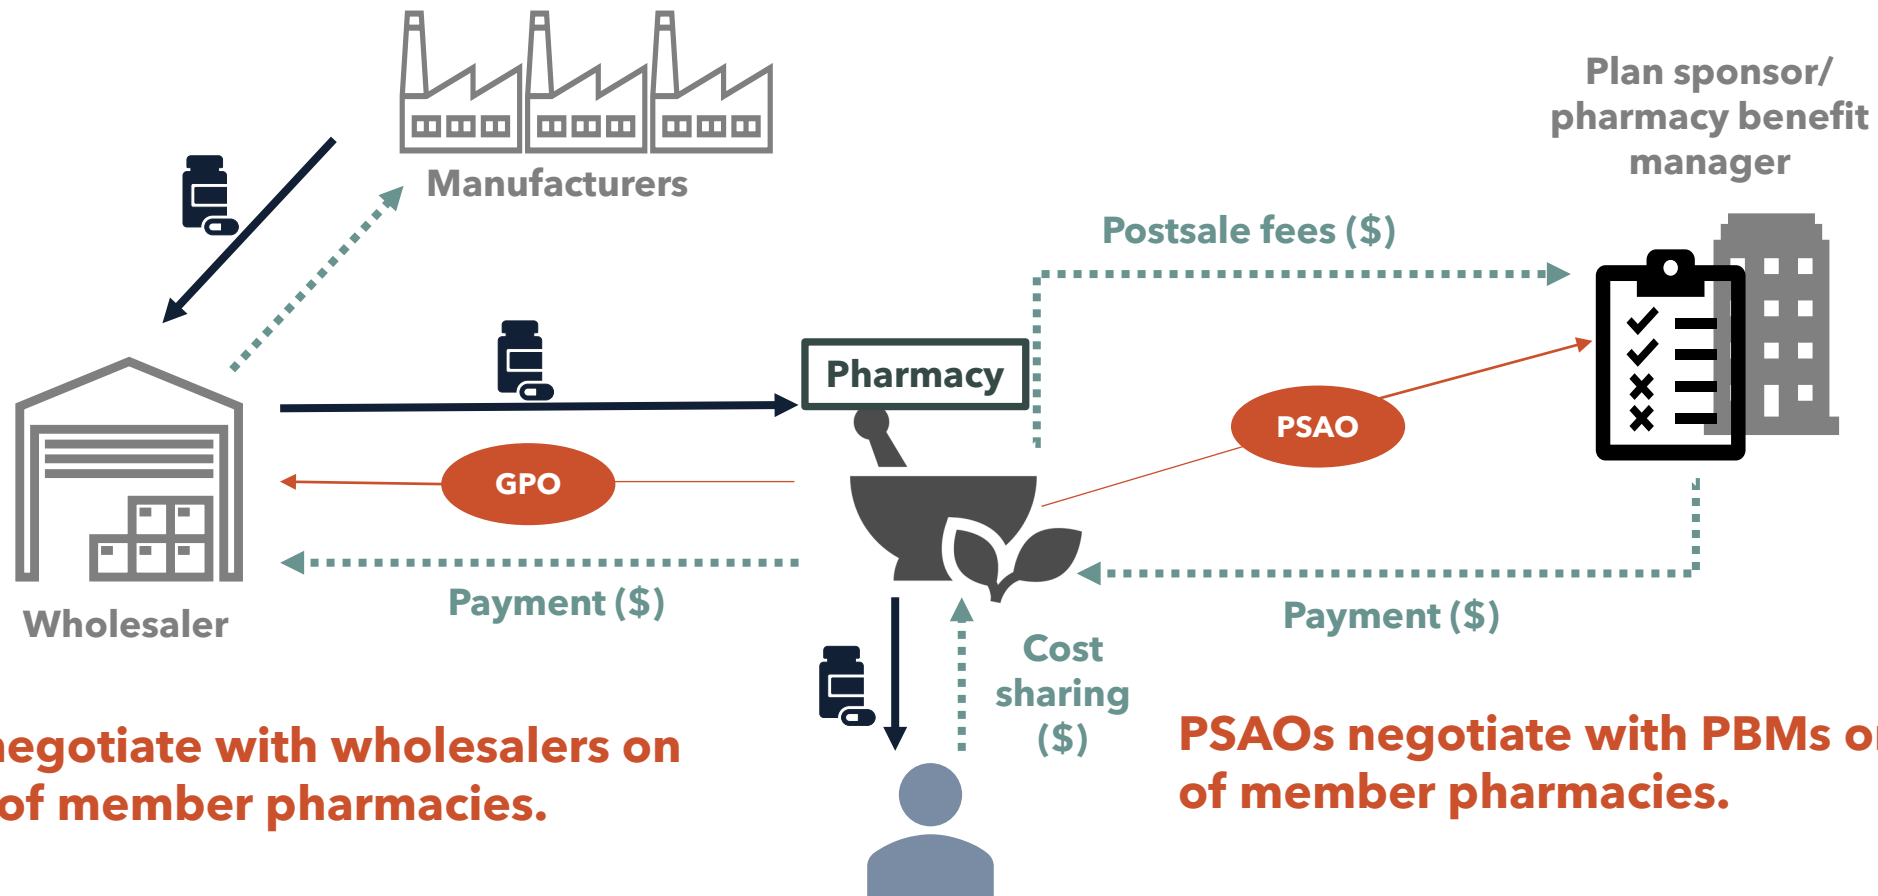 Plan sponsor/
pharmacy benefit
manager
Manufacturers
Postsale fees ($)
Pharmacy
PSAO
GPO
Payment ($)
Wholesaler
Payment ($)
Cost
sharing
($)
negotiate with wholesalers on
of member pharmacies.
PSAOs negotiate with PBMs on
of member pharmacies.